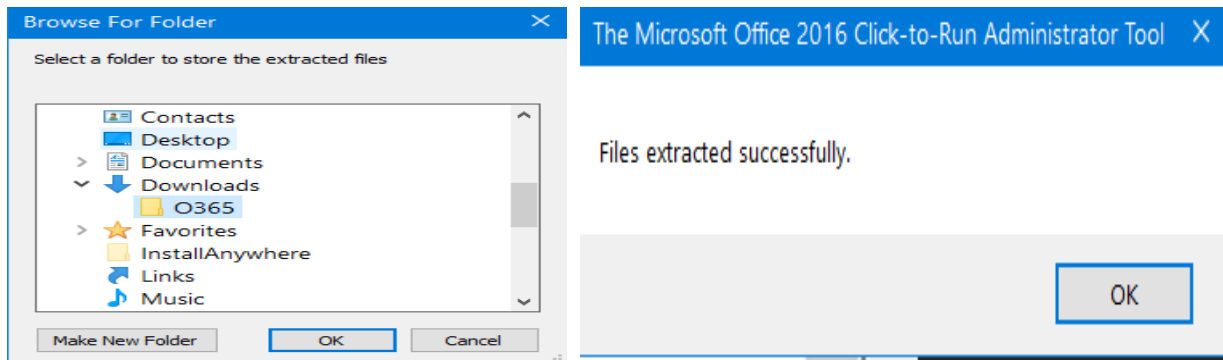 Browse For Folder
Select a folder to store the extracted files
Contacts
Desktop
Documents
Downloads
O365
Favorites
InstallAnywhere
Links
Music
Make New Folder
OK
Cancel
The Microsoft Office 2016 Click-to-Run Administrator Tool
Files extracted successfully.
OK